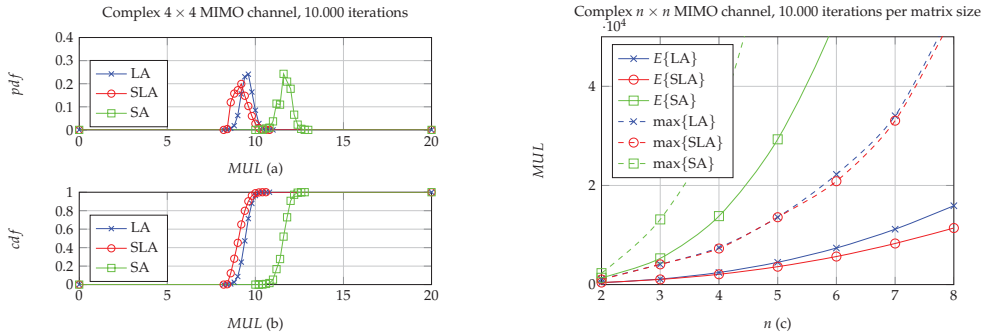 Complex 4 × 4 MIMO channel, 10.000 iterations
pdf
0.4
0.3
0.2
0.1
0
LA
SLA
SA
0
5
10
15
20
MUL (a)
cdf
1
0.8
0.6
0.4
0.2
0
LA
SLA
SA
0
5
10
15
20
MUL (b)
Complex n × n MIMO channel, 10.000 iterations per matrix size
·10⁴
MUL
4
2
0
E{LA}
E{SLA}
E{SA}
max{LA}
max{SLA}
max{SA}
2
3
4
5
6
7
8
n (c)